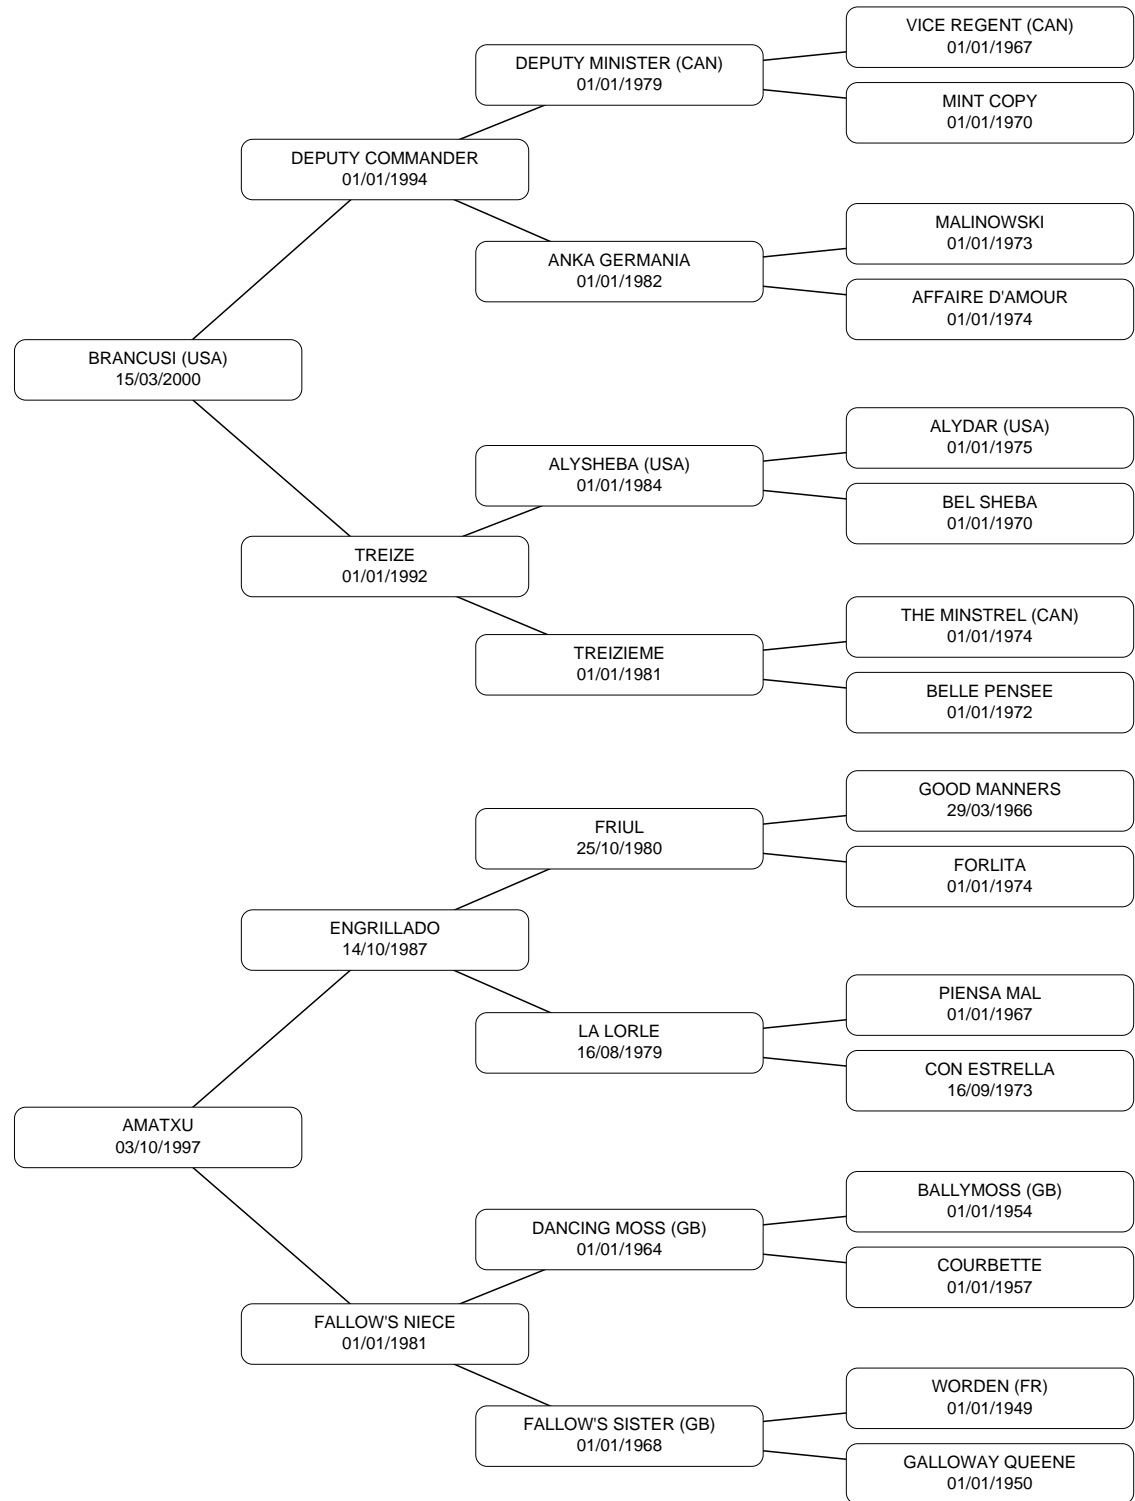 VICE REGENT (CAN)
01/01/1967
DEPUTY MINISTER (CAN)
01/01/1979
MINT COPY
01/01/1970
DEPUTY COMMANDER
01/01/1994
MALINOWSKI
01/01/1973
ANKA GERMANIA
01/01/1982
AFFAIRE D'AMOUR
01/01/1974
BRANCUSI (USA)
15/03/2000
ALYDAR (USA)
01/01/1975
ALYSHEBA (USA)
01/01/1984
BEL SHEBA
01/01/1970
TREIZE
01/01/1992
THE MINSTREL (CAN)
01/01/1974
TREIZIEME
01/01/1981
BELLE PENSEE
01/01/1972
GOOD MANNERS
29/03/1966
FRIUL
25/10/1980
FORLITA
01/01/1974
ENGRILLADO
14/10/1987
PIENSA MAL
01/01/1967
LA LORLE
16/08/1979
CON ESTRELLA
16/09/1973
AMATXU
03/10/1997
BALLYMOSS (GB)
01/01/1954
DANCING MOSS (GB)
01/01/1964
COURBETTE
01/01/1957
FALLOW'S NIECE
01/01/1981
WORDEN (FR)
01/01/1949
FALLOW'S SISTER (GB)
01/01/1968
GALLOWAY QUEENE
01/01/1950